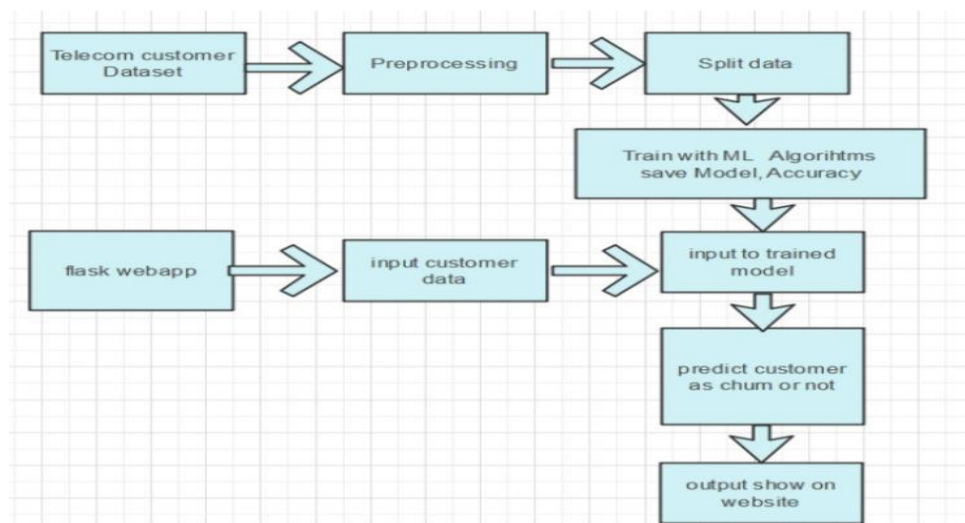 Telecom customer
Dataset
Preprocessing
Split data
Train with ML Algorihtms
save Model, Accuracy
flask webapp
input customer
data
input to trained
model
predict customer
as chum or not
output show on
website